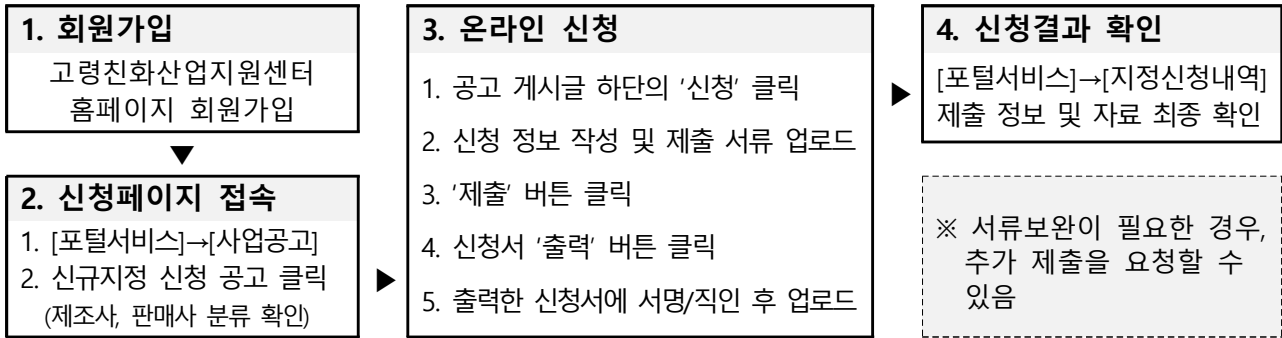 1. 회원가입
고령친화산업지원센터
홈페이지 회원가입
▼
2. 신청페이지 접속
1. [포털서비스]→[사업공고]
2. 신규지정 신청 공고 클릭
(제조사, 판매사 분류 확인)
▶
3. 온라인 신청
1. 공고 게시글 하단의 ‘신청’ 클릭
2. 신청 정보 작성 및 제출 서류 업로드
3. ‘제출’ 버튼 클릭
4. 신청서 ‘출력’ 버튼 클릭
5. 출력한 신청서에 서명/직인 후 업로드
▶
4. 신청결과 확인
[포털서비스]→[지정신청내역]
제출 정보 및 자료 최종 확인
※ 서류보완이 필요한 경우,
추가 제출을 요청할 수
있음